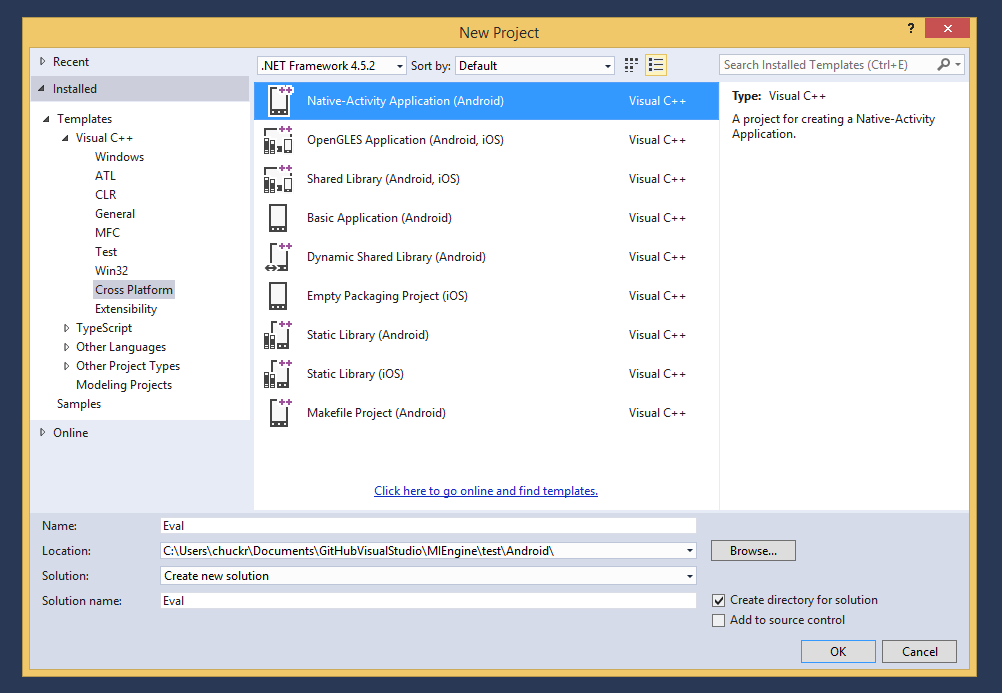 New Project
?
Recent
Installed
Templates
Visual C++
Windows
ATL
CLR
General
MFC
Test
Win32
Cross Platform
Extensibility
TypeScript
Other Languages
Other Project Types
Modeling Projects
Samples
Online
.NET Framework 4.5.2 Sort by: Default
Native-Activity Application (Android) Visual C++
OpenGLES Application (Android, iOS) Visual C++
Shared Library (Android, iOS) Visual C++
Basic Application (Android) Visual C++
Dynamic Shared Library (Android) Visual C++
Empty Packaging Project (iOS) Visual C++
Static Library (Android) Visual C++
Static Library (iOS) Visual C++
Makefile Project (Android) Visual C++
Click here to go online and find templates.
Search Installed Templates (Ctrl+E)
Type: Visual C++
A project for creating a Native-Activity
Application.
Name: Eval
Location: C:\Users\chuckr\Documents\GitHubVisualStudio\MIEngine\test\Android\ Browse...
Solution: Create new solution
Solution name: Eval
Create directory for solution
Add to source control
OK Cancel